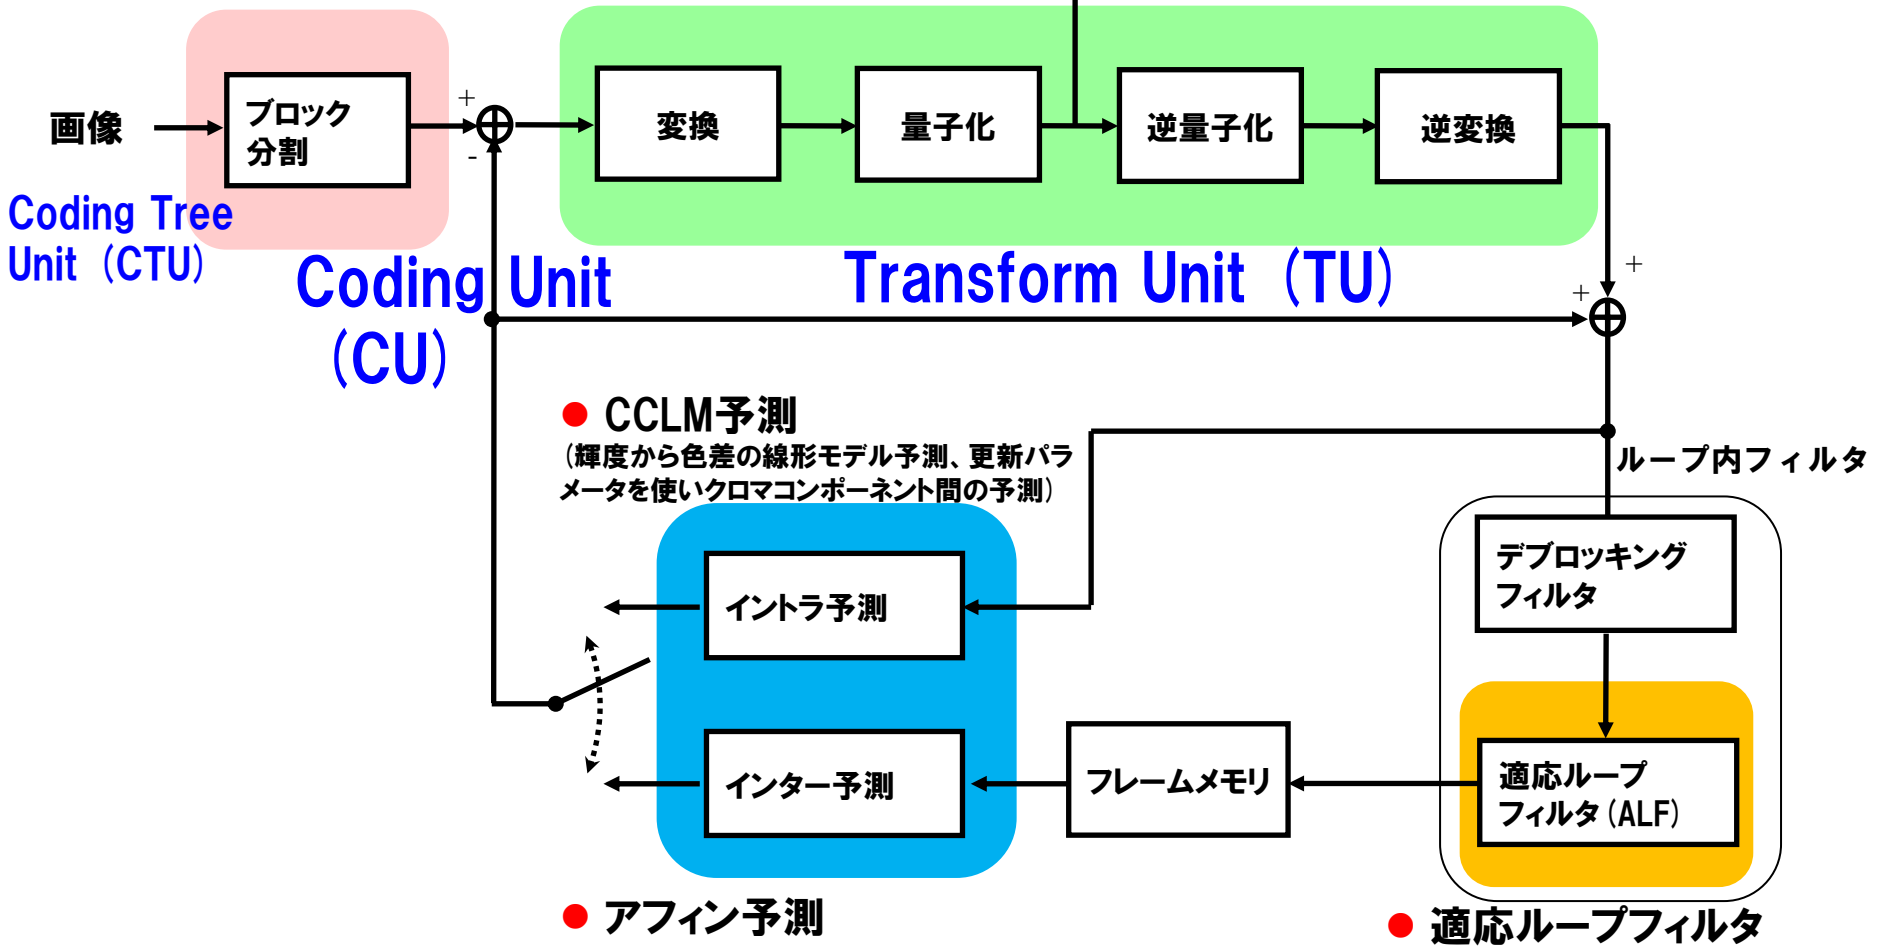 画像
ブロック
分割
+
-
変換
量子化
逆量子化
逆変換
Coding Tree
Unit (CTU)
Coding Unit
(CU)
Transform Unit (TU)
+
+
● CCLM予測
(輝度から色差の線形モデル予測、更新パラ
メータを使いクロマコンポーネント間の予測)
ループ内フィルタ
デブロッキング
フィルタ
イントラ予測
インター予測
フレームメモリ
適応ループ
フィルタ(ALF)
● アフィン予測
● 適応ループフィルタ